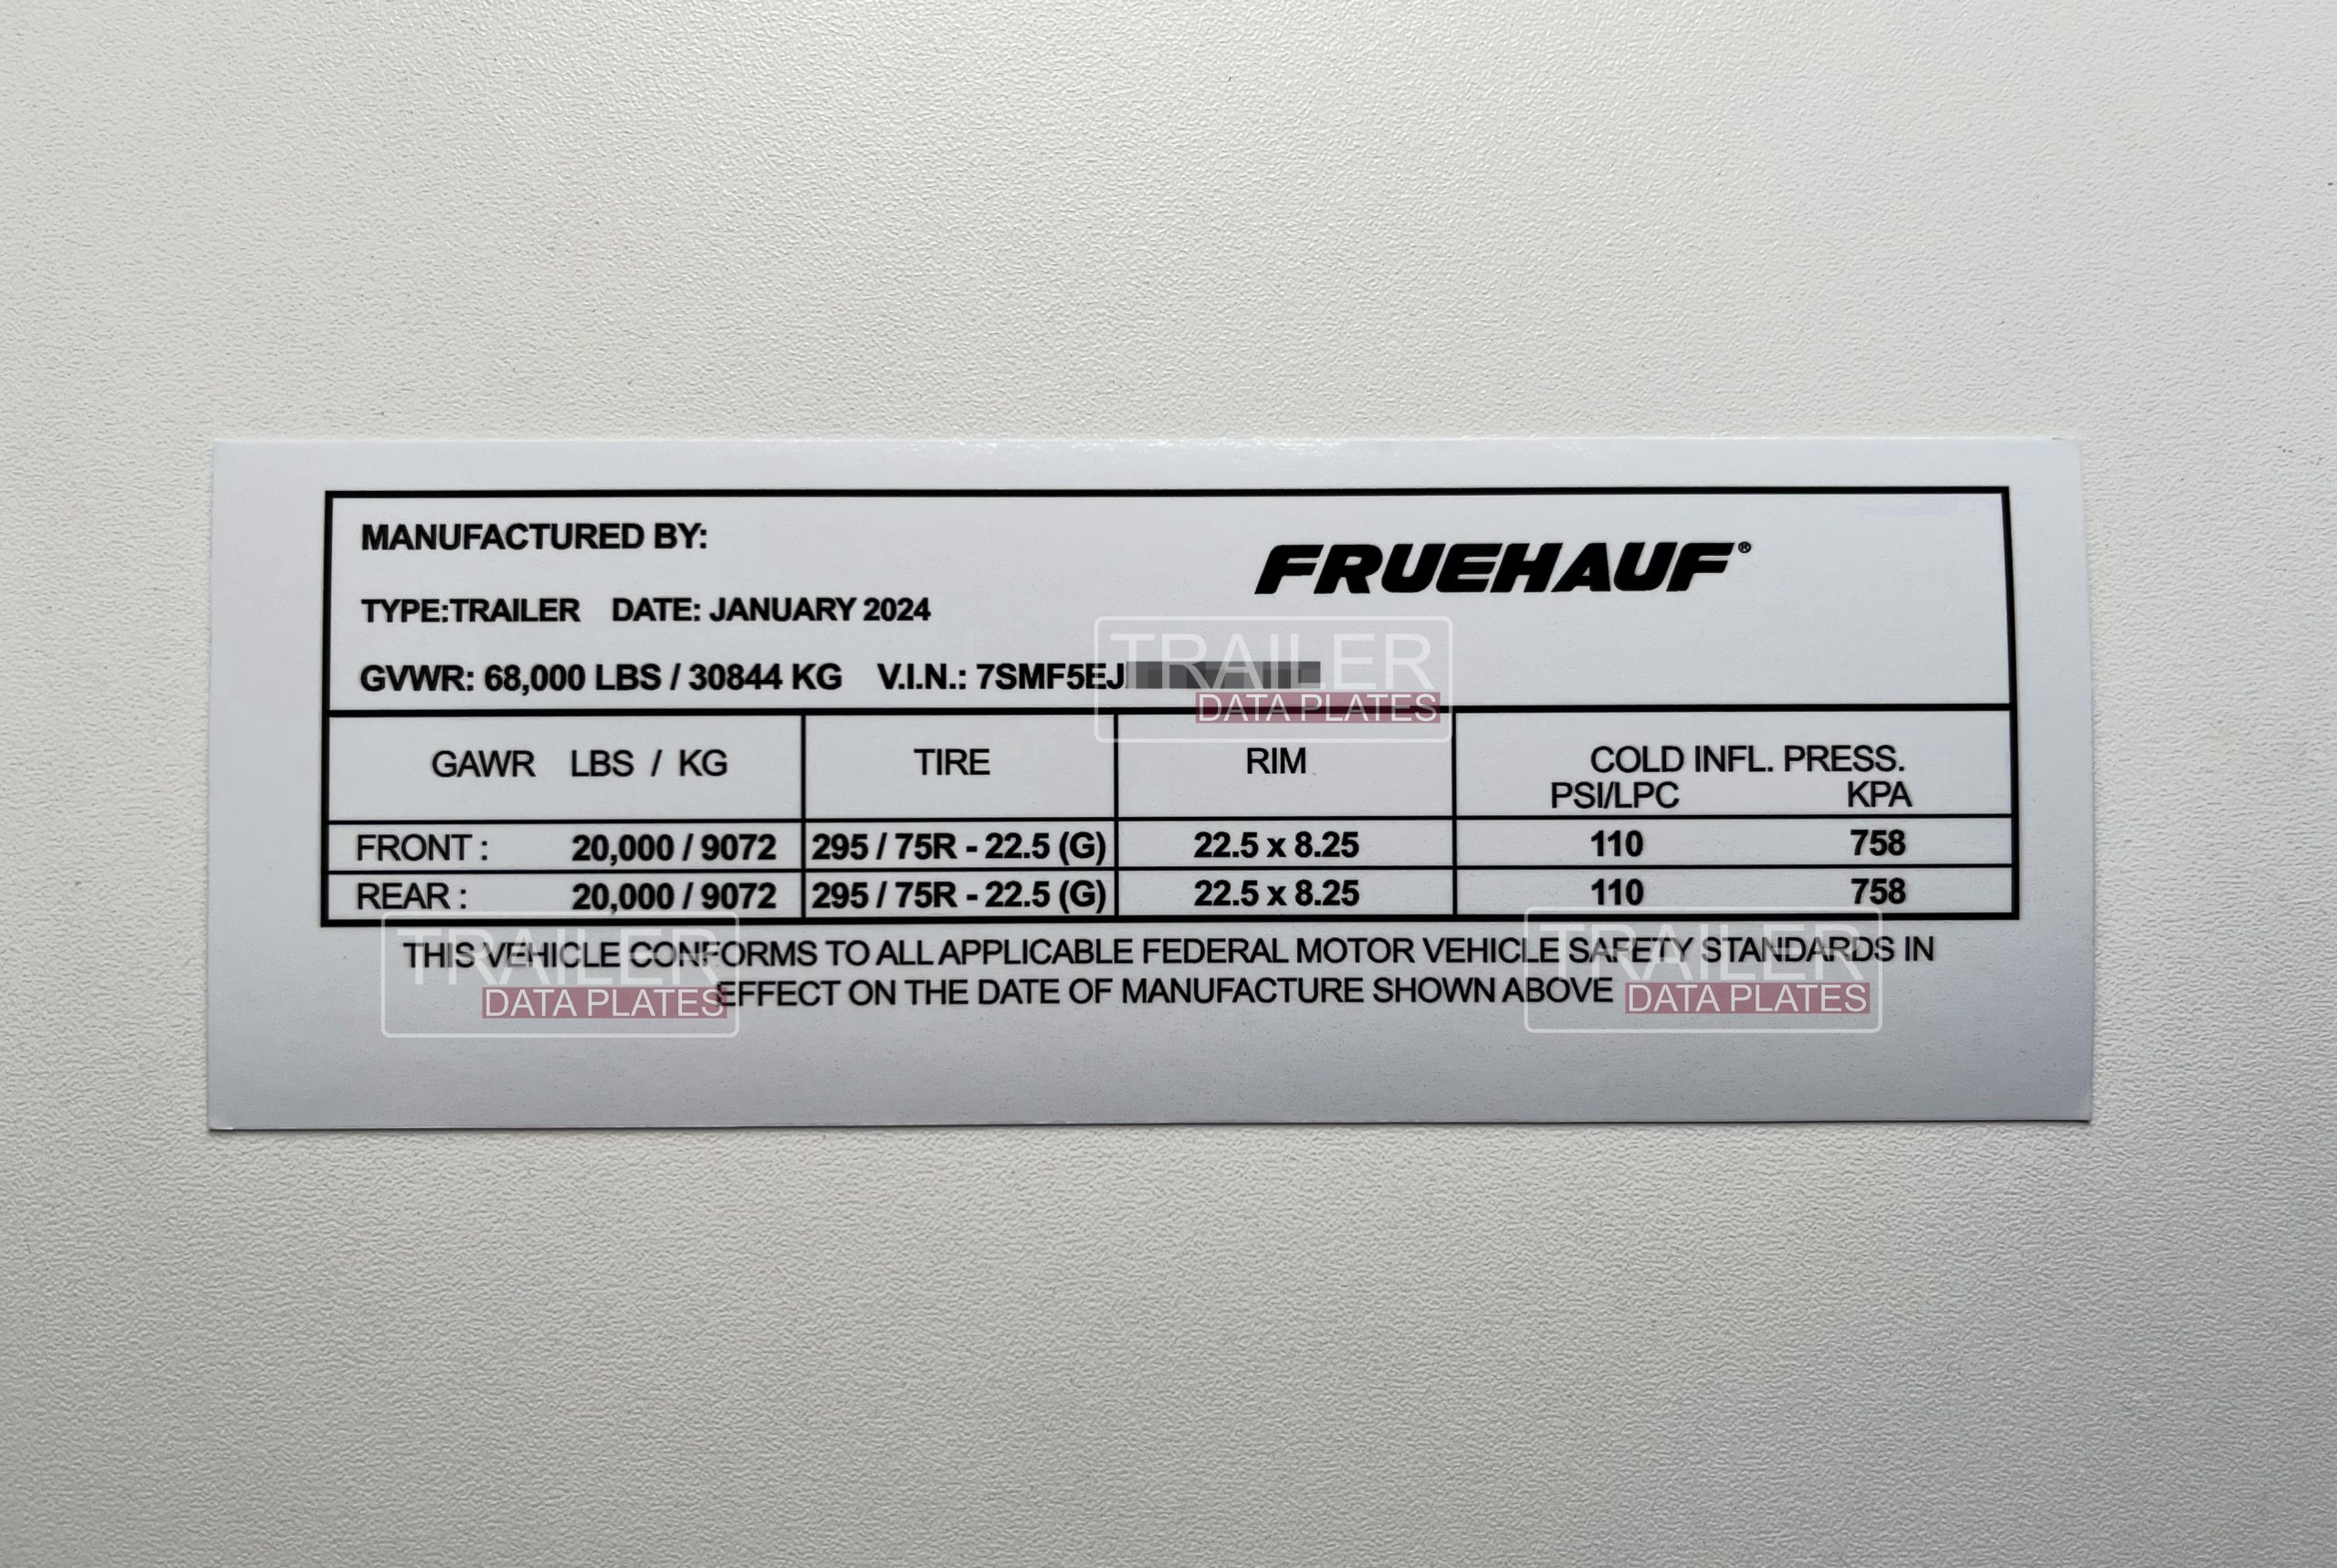 MANUFACTURED BY:
FRUEHAUF®
TYPE:TRAILER DATE: JANUARY 2024
GVWR: 68,000 LBS / 30844 KG V.I.N.: 7SMF5EJ
TRAILER
DATA PLATES
GAWR LBS / KG TIRE RIM COLD INFL. PRESS.
PSI/LPC KPA
FRONT : 20,000 / 9072 295 / 75R - 22.5 (G) 22.5 x 8.25 110 758
REAR : 20,000 / 9072 295 / 75R - 22.5 (G) 22.5 x 8.25 110 758
THIS VEHICLE CONFORMS TO ALL APPLICABLE FEDERAL MOTOR VEHICLE SAFETY STANDARDS IN
EFFECT ON THE DATE OF MANUFACTURE SHOWN ABOVE
TRAILER
DATA PLATES
TRAILER
DATA PLATES